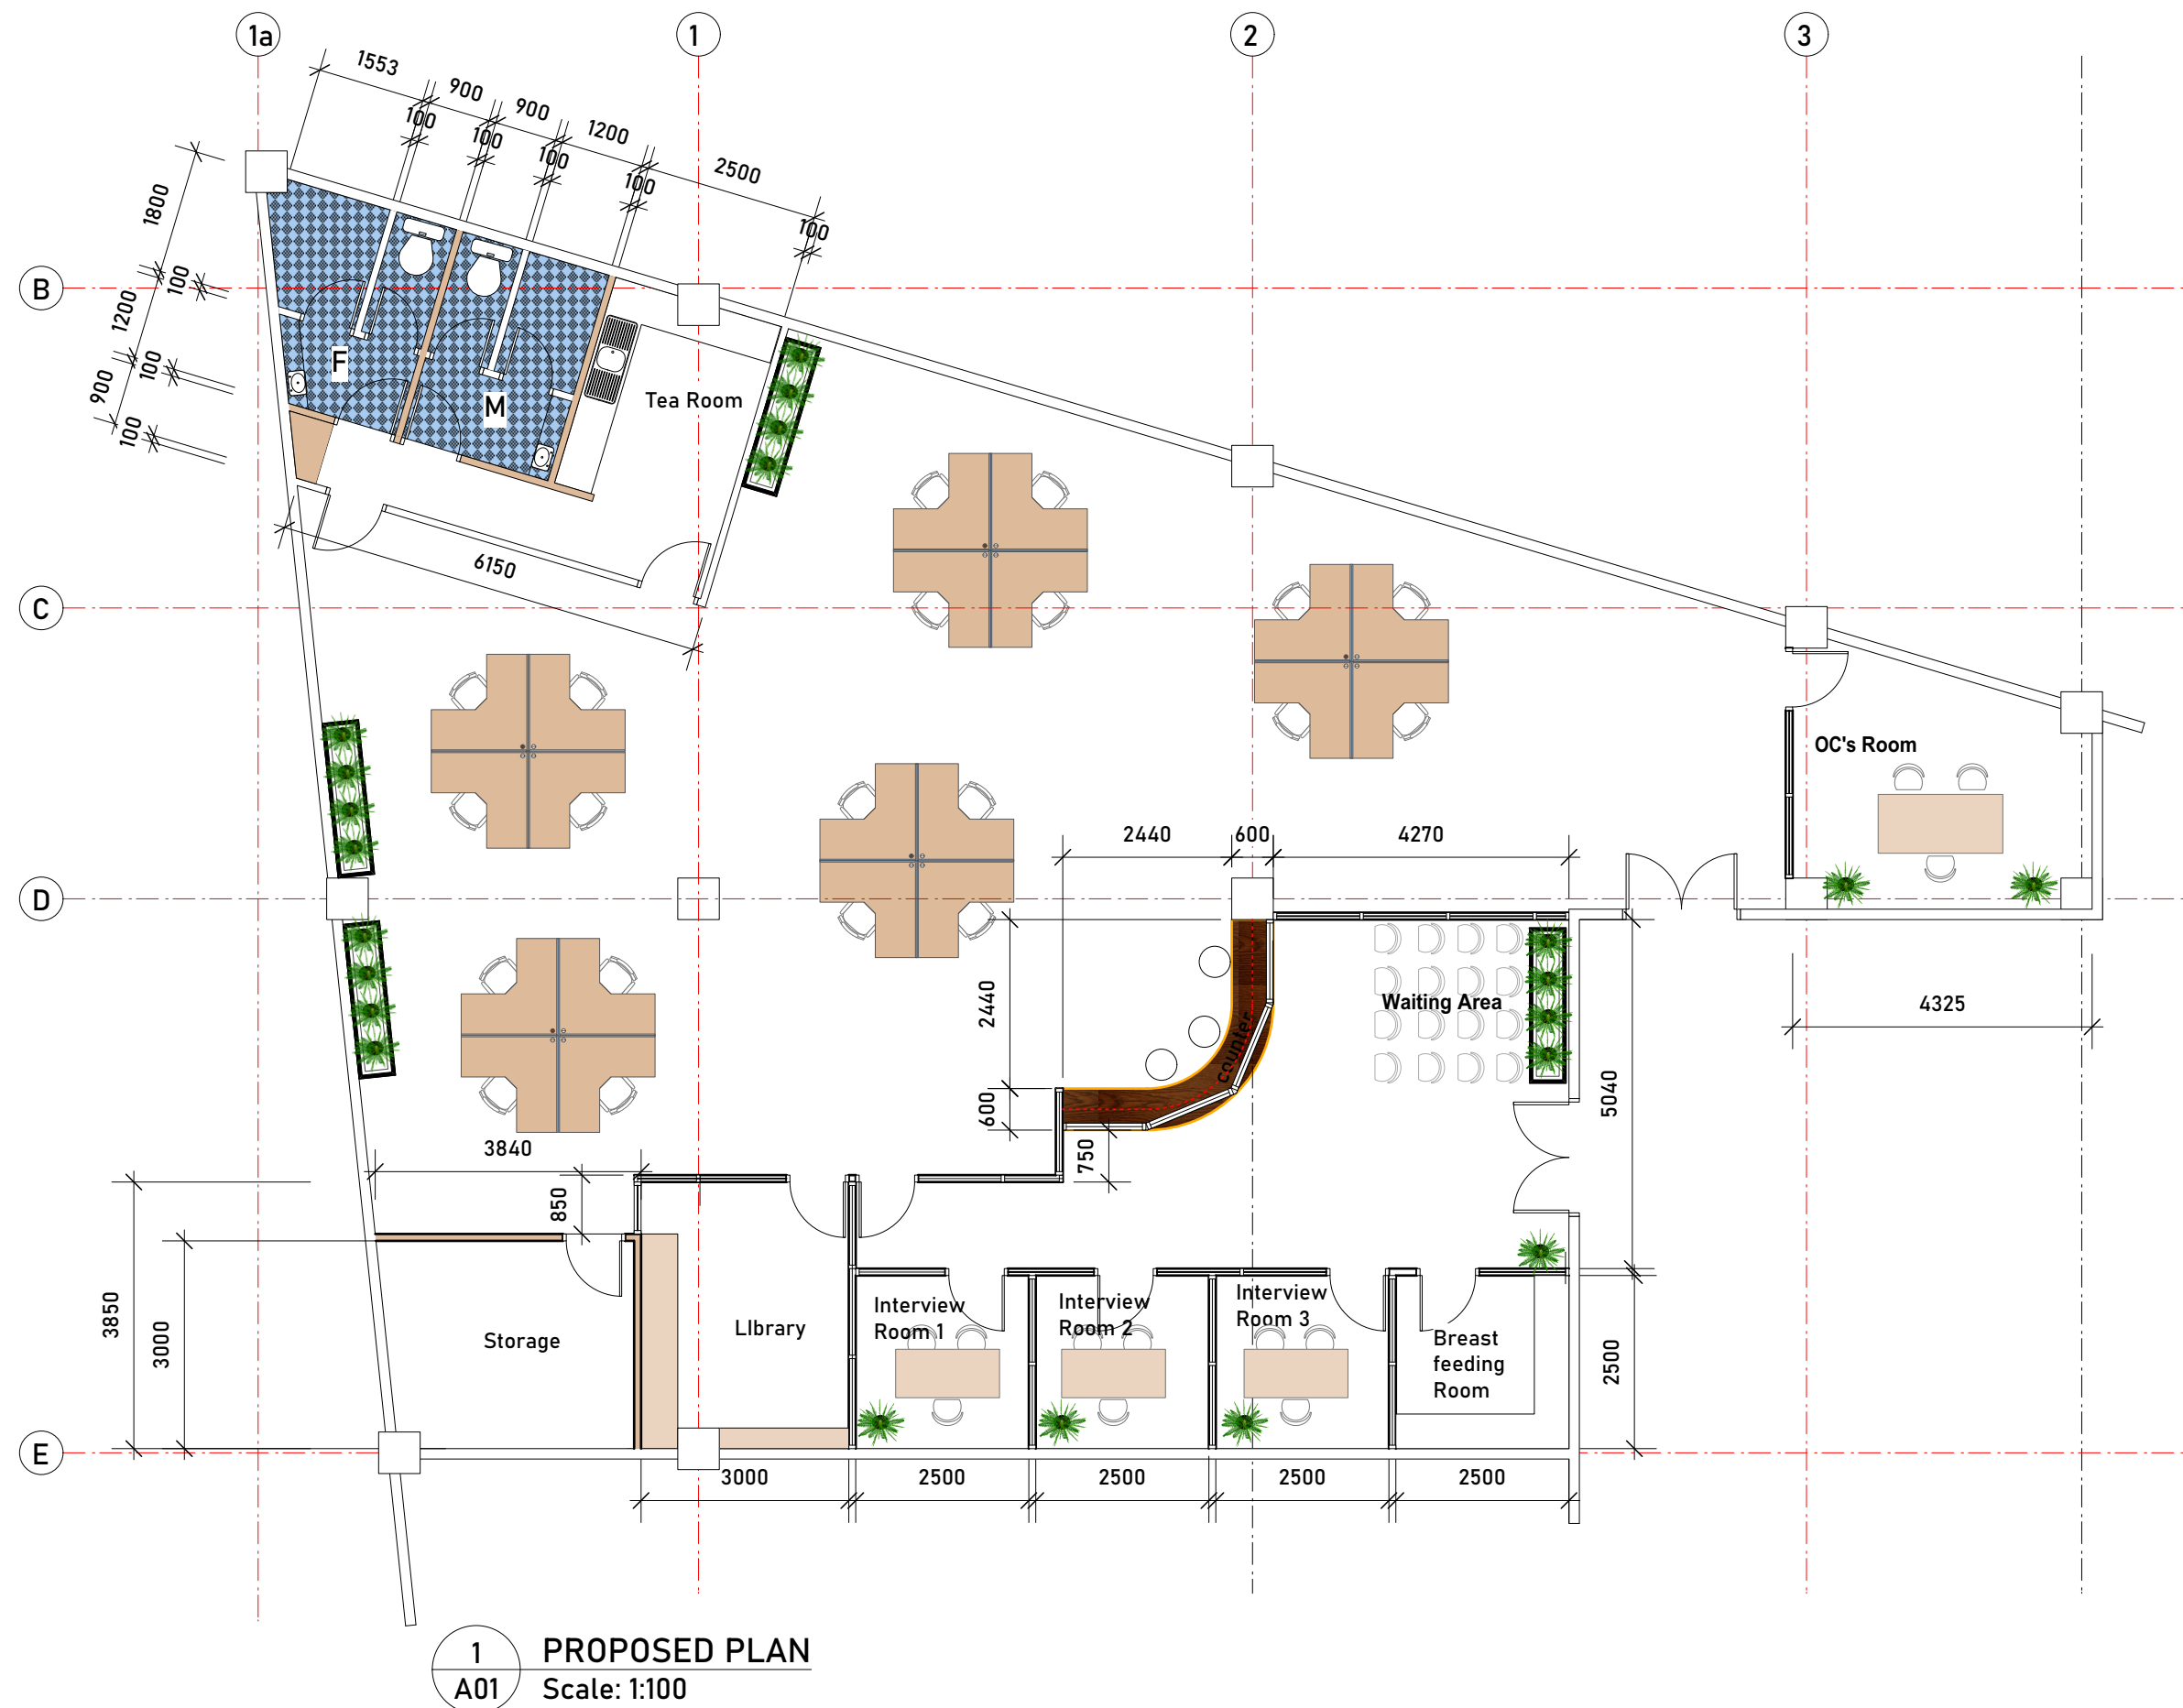 1a
1
2
3
1553
900
900
1200
2500
100
100
100
100
100
1800
100
1200
100
900
100
B
C
D
E
F
M
Tea Room
6150
OC's Room
2440
600
4270
2440
600
750
counter
Waiting Area
5040
4325
3840
850
3850
3000
Storage
LIbrary
Interview
Room 1
Interview
Room 2
Interview
Room 3
Breast
feeding
Room
2500
3000
2500
2500
2500
2500
1
A01
PROPOSED PLAN
Scale: 1:100